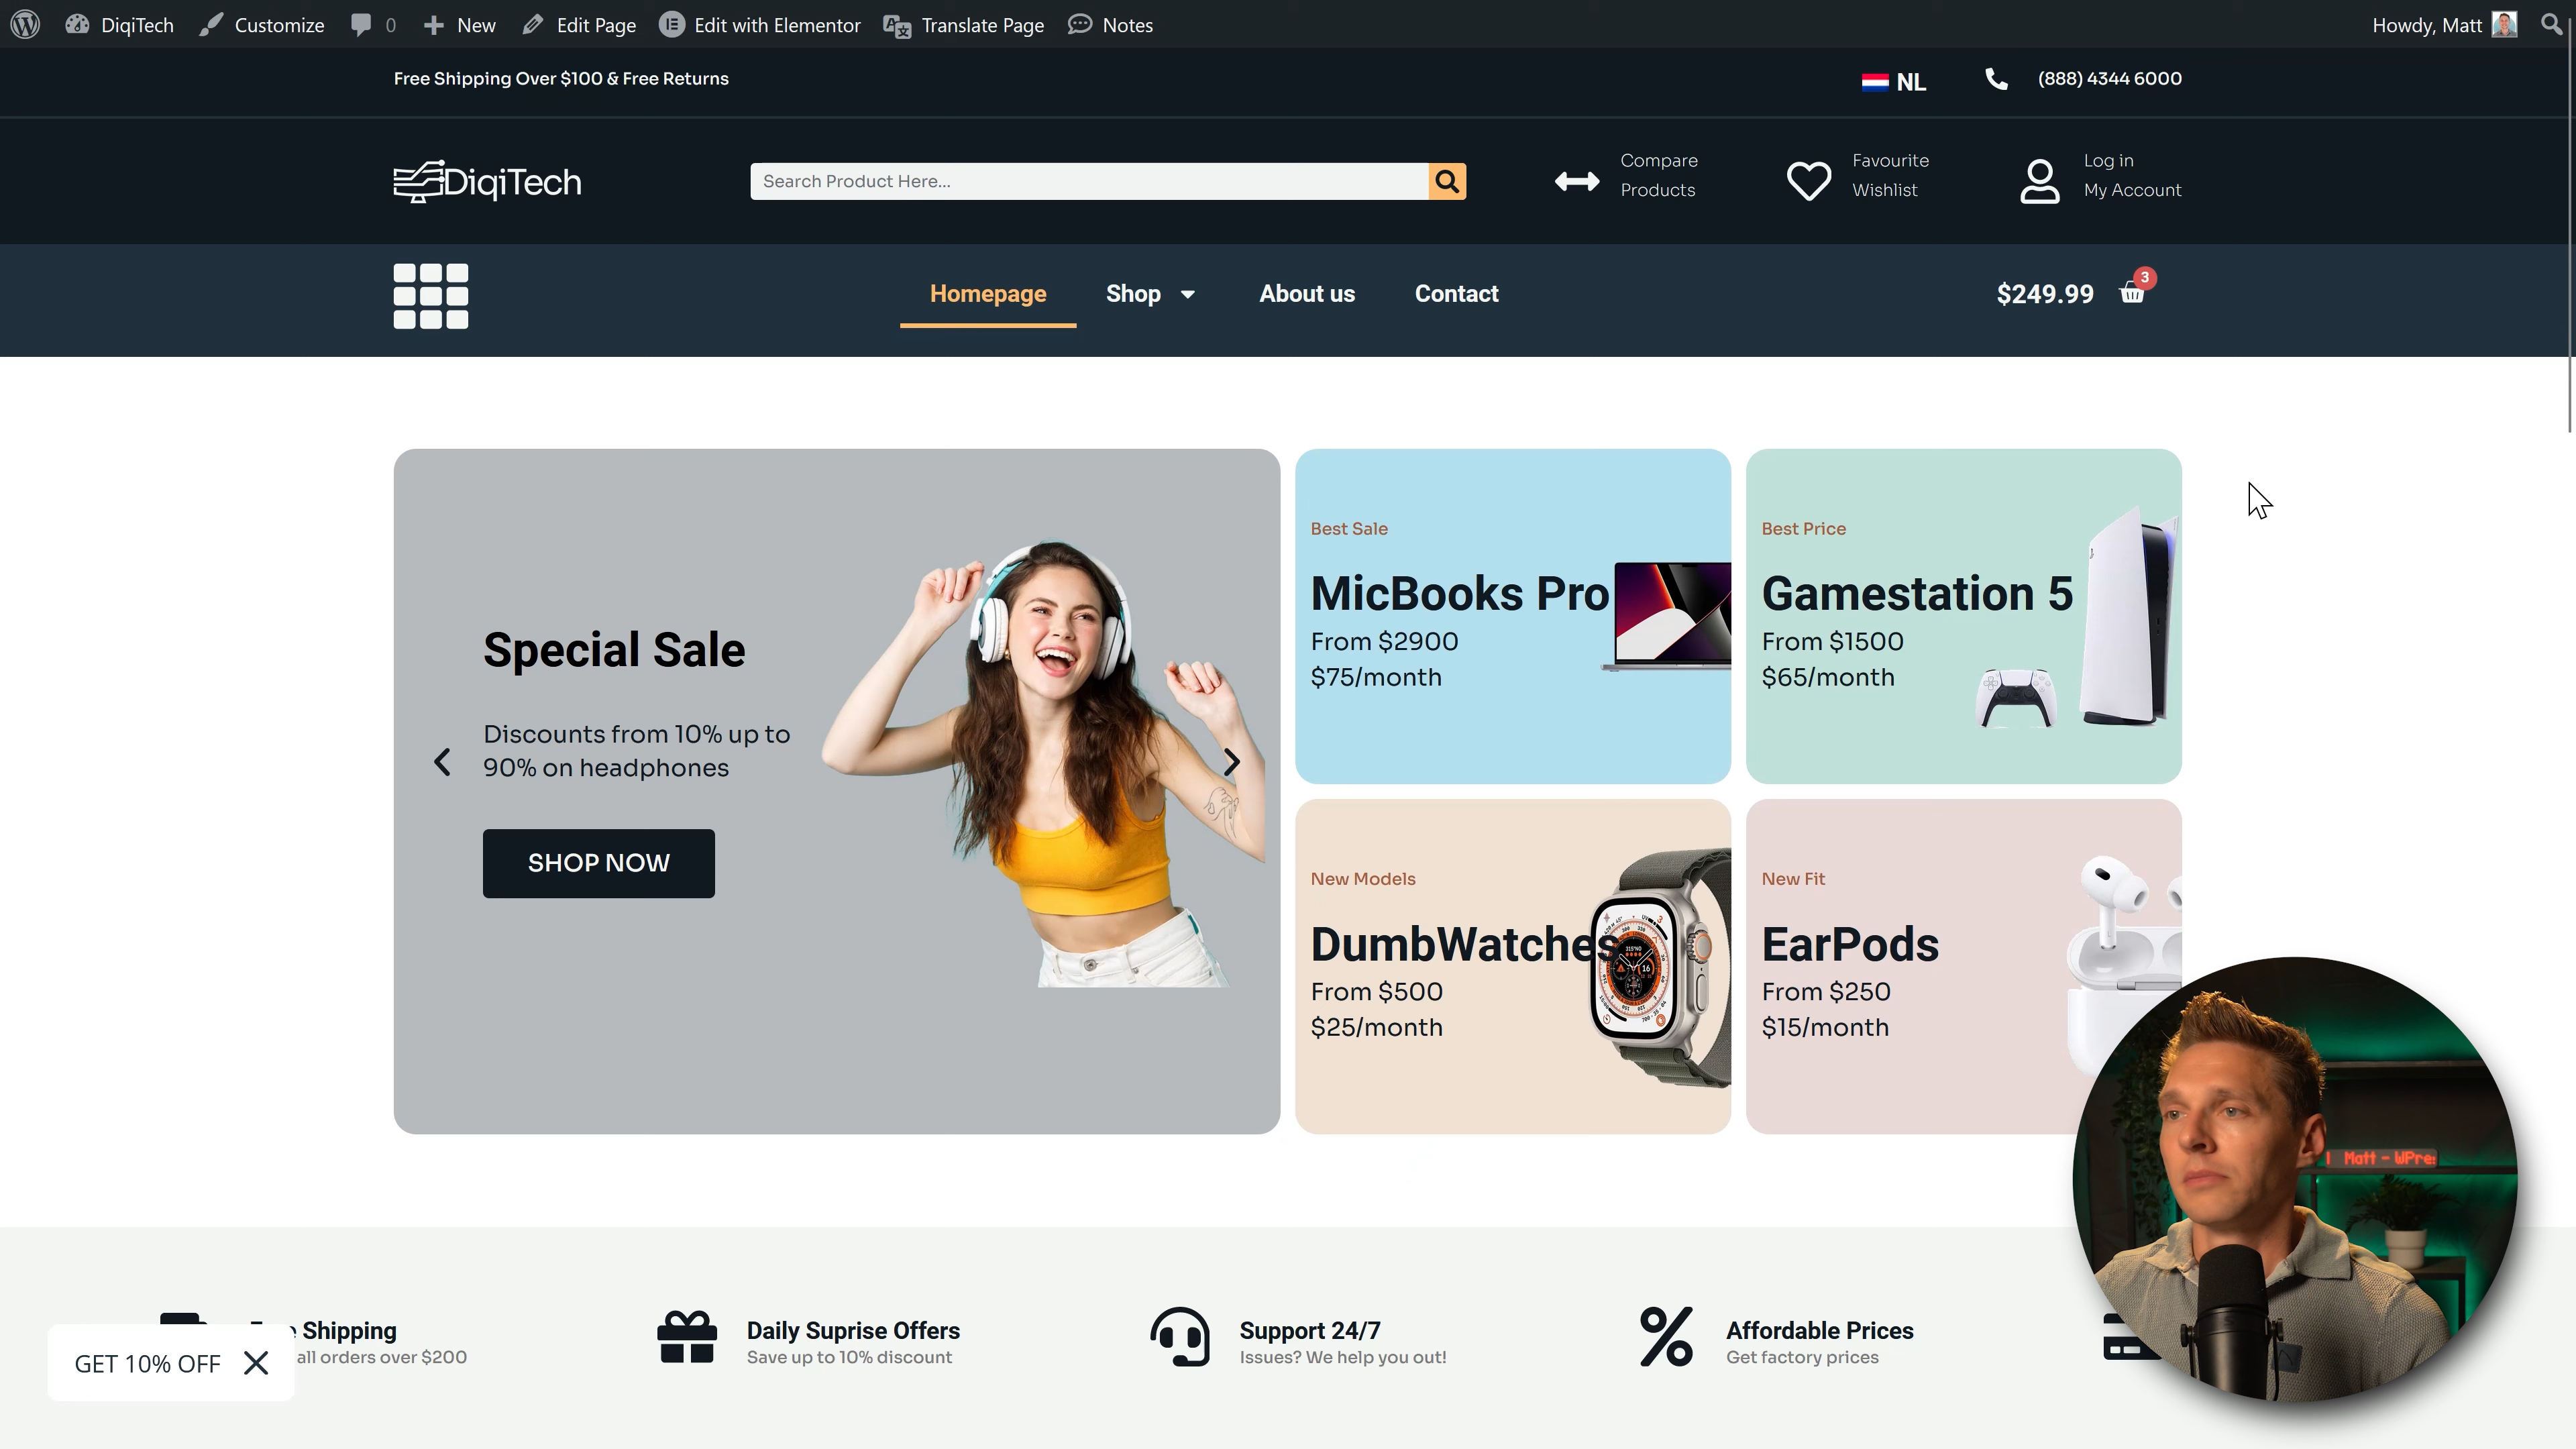 DiqiTech Customize 0 New Edit Page Edit with Elementor Translate Page Notes Howdy, Matt
Free Shipping Over $100 & Free Returns NL (888) 4344 6000
DiqiTech Search Product Here...
Compare
Products
Favourite
Wishlist
Log in
My Account
Homepage Shop About us Contact $249.99 3
Special Sale
Discounts from 10% up to
90% on headphones
SHOP NOW
Best Sale
MicBooks Pro
From $2900
$75/month
Best Price
Gamestation 5
From $1500
$65/month
New Models
DumbWatches
From $500
$25/month
New Fit
EarPods
From $250
$15/month
Matt - WPre
Shipping
all orders over $200
Daily Suprise Offers
Save up to 10% discount
Support 24/7
Issues? We help you out!
Affordable Prices
Get factory prices
GET 10% OFF